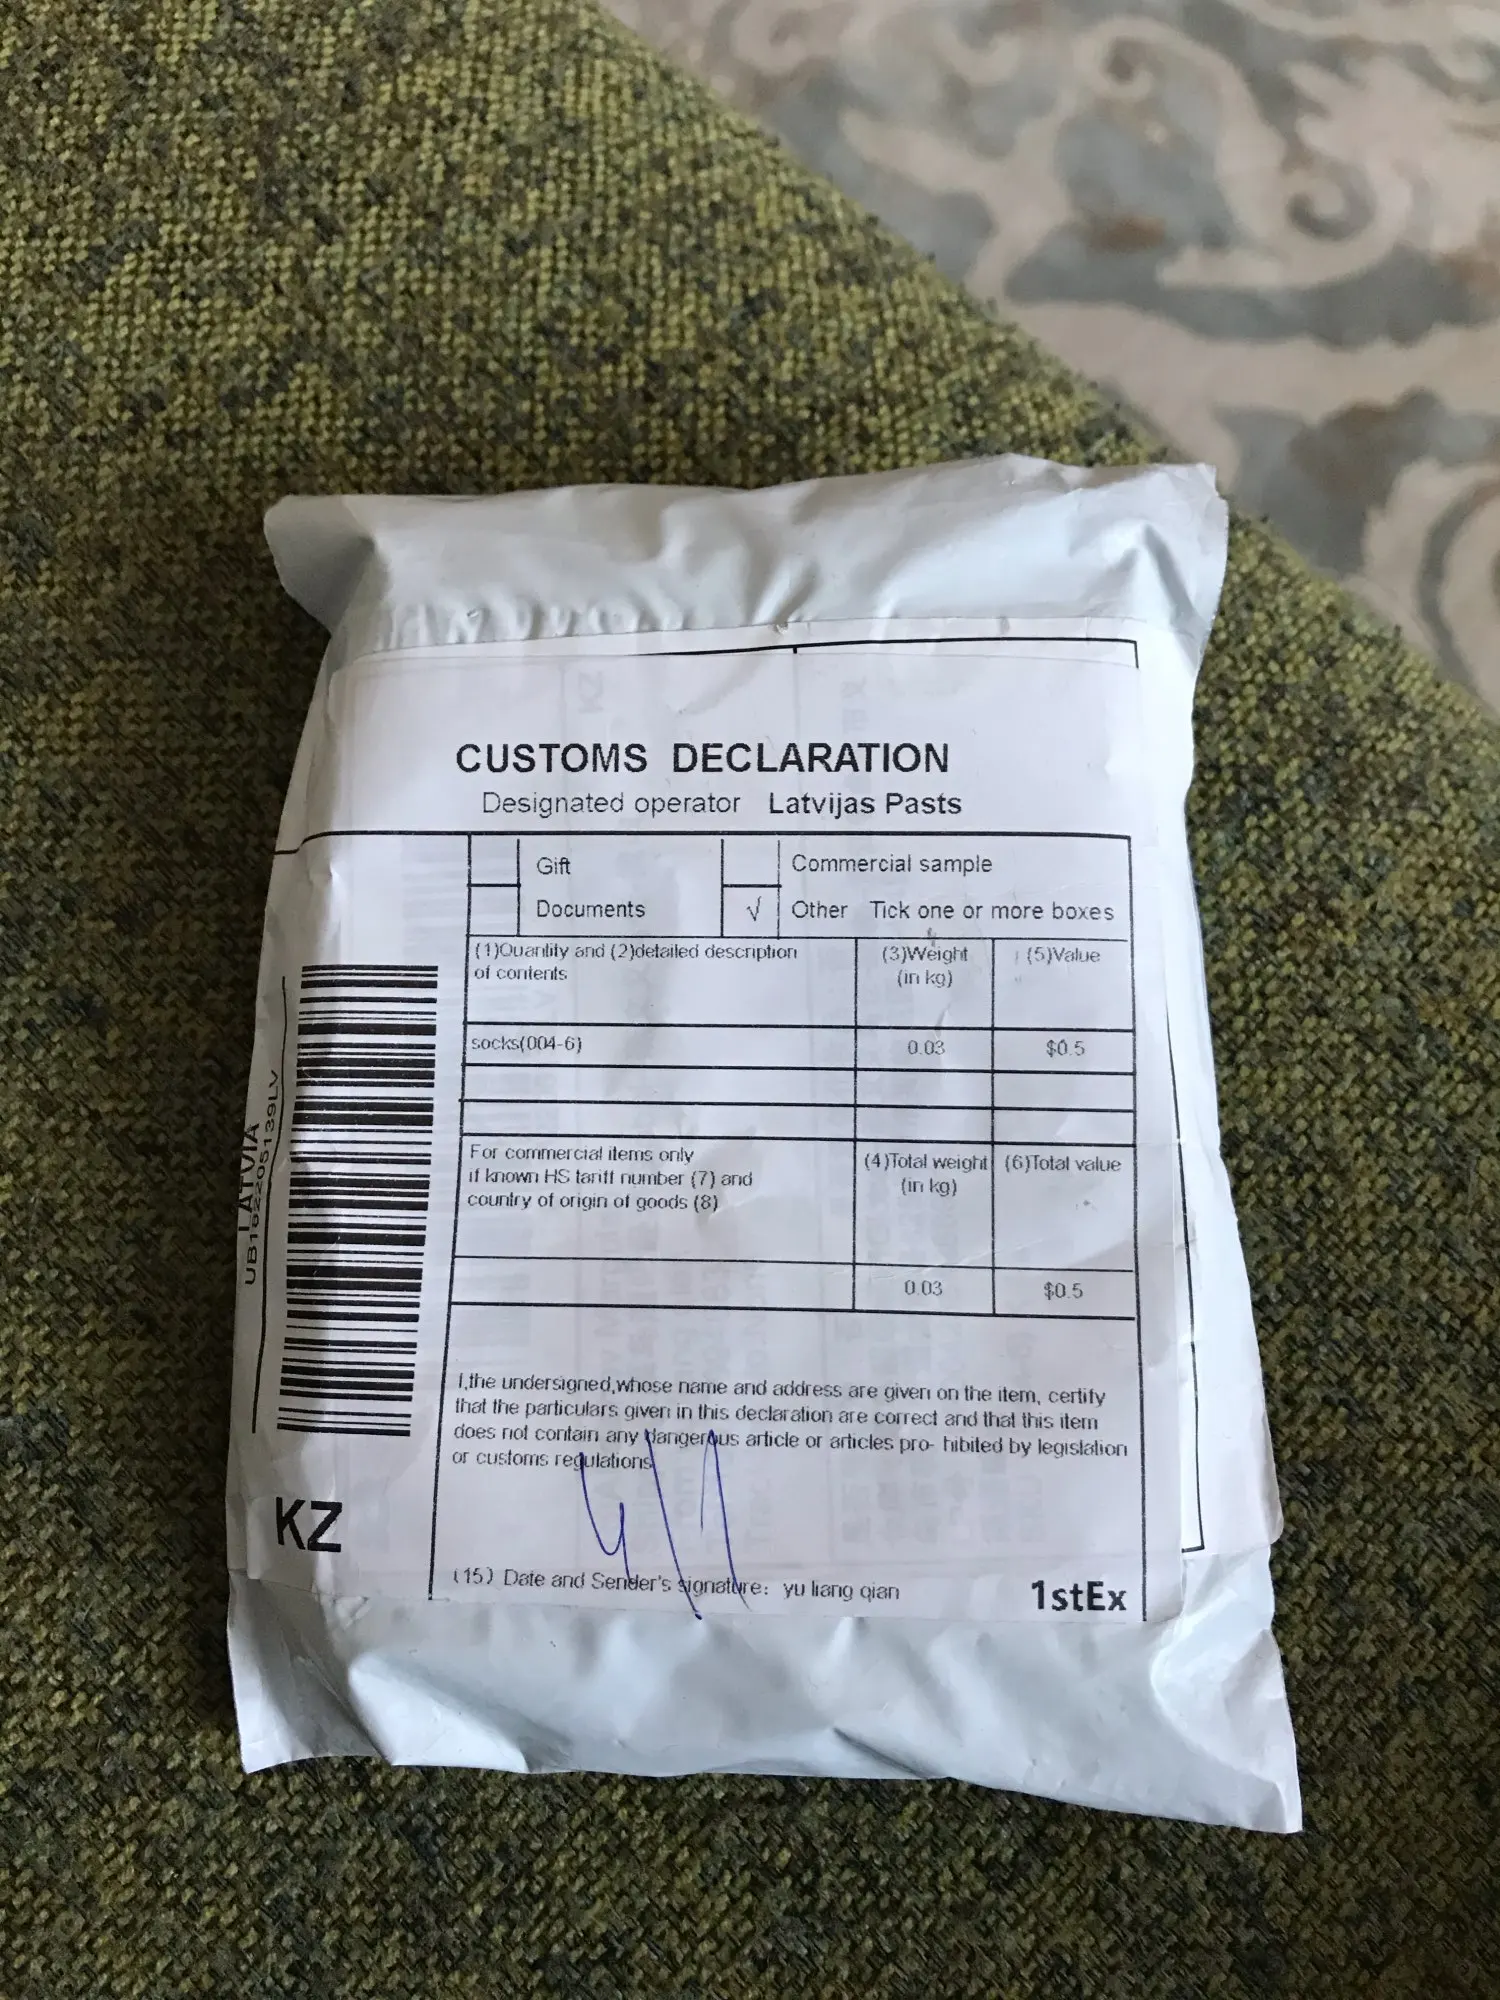 CUSTOMS DECLARATION
Designated operator Latvijas Pasts
Gift
Commercial sample
Documents
√ Other Tick one or more boxes
(1)Quantity and (2)detailed description
of contents
(3)Weight
(in kg)
(5)Value
socks(004-6) 0.03 $0.5
For commercial items only
if known HS tariff number (7) and
country of origin of goods (8)
(4)Total weight
(in kg)
(6)Total value
0.03 $0.5
I,the undersigned,whose name and address are given on the item, certify
that the particulars given in this declaration are correct and that this item
does not contain any dangerous article or articles pro- hibited by legislation
or customs regulations
(15) Date and Sender's signature: yu liang qian
1stEx
KZ
LATVIA